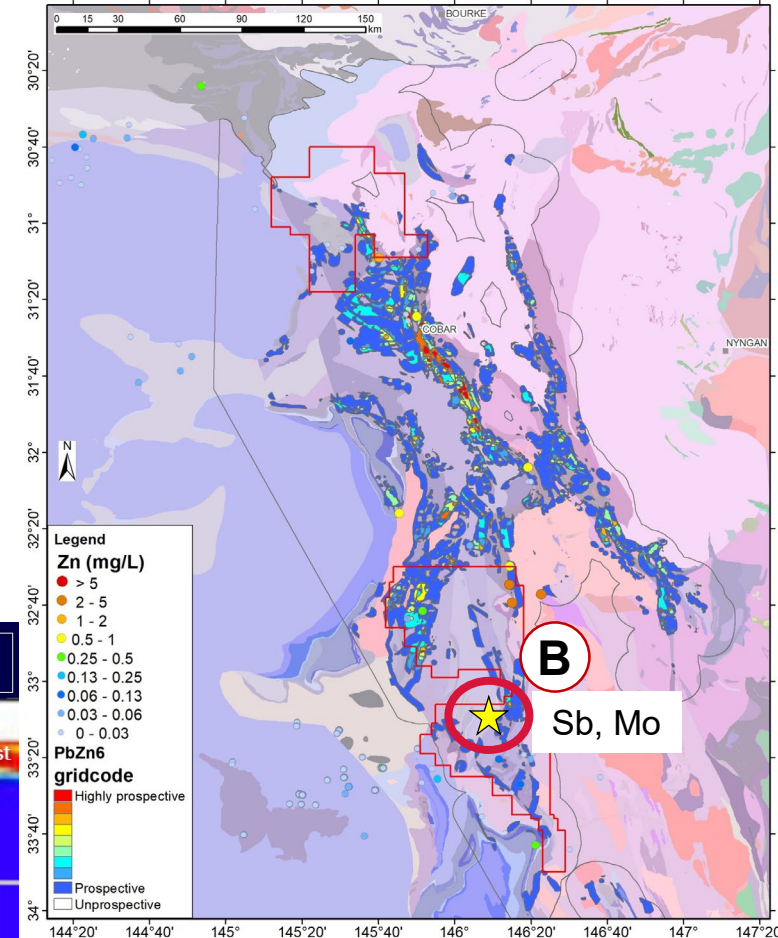 0 15 30 60 90 120 150
km
BOURKE
30°20'
30°40'
31°
31°20'
COBAR
NYNGAN
31°40'
N
32°
32°20'
Legend
Zn (mg/L)
> 5
2 - 5
1 - 2
0.5 - 1
0.25 - 0.5
0.13 - 0.25
0.06 - 0.13
0.03 - 0.06
0 - 0.03
PbZn6
gridcode
Highly prospective
Prospective
Unprospective
32°40'
B
33°
Sb, Mo
33°20'
st
33°40'
34°
144°20' 144°40' 145° 145°20' 145°40' 146° 146°20' 146°40' 147° 147°20'